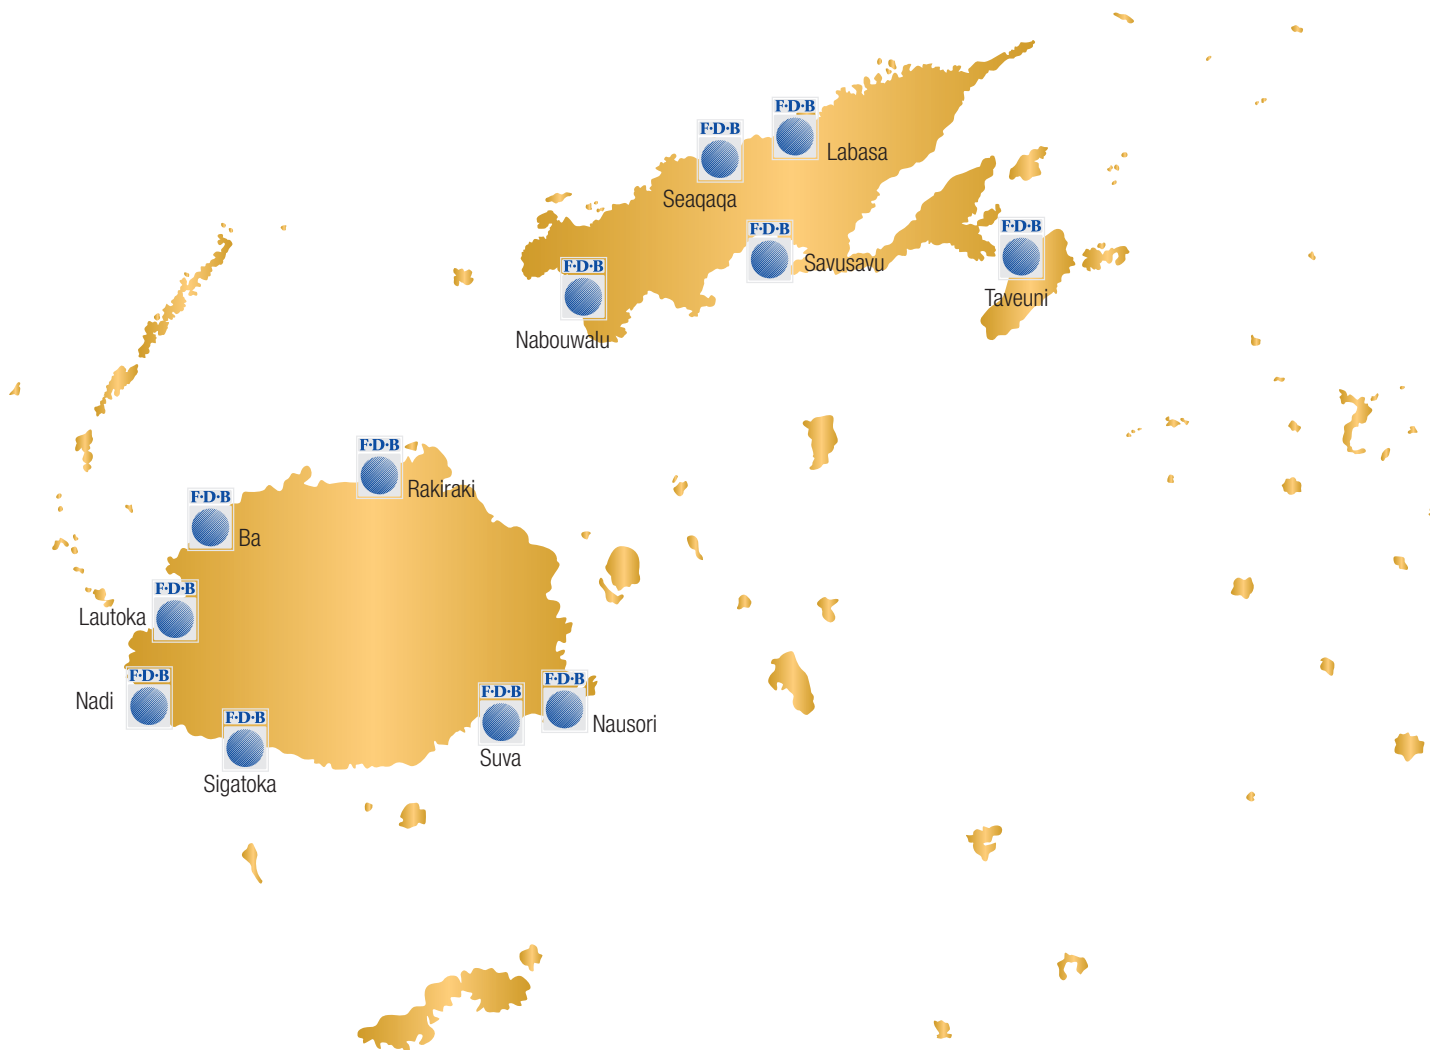 F·D·B
Labasa
F·D·B
Seaqaqa
F·D·B
Savusavu
F·D·B
Taveuni
F·D·B
Nabouwalu
F·D·B
Rakiraki
F·D·B
Ba
F·D·B
Lautoka
F·D·B
Nadi
F·D·B
Sigatoka
F·D·B
Suva
F·D·B
Nausori